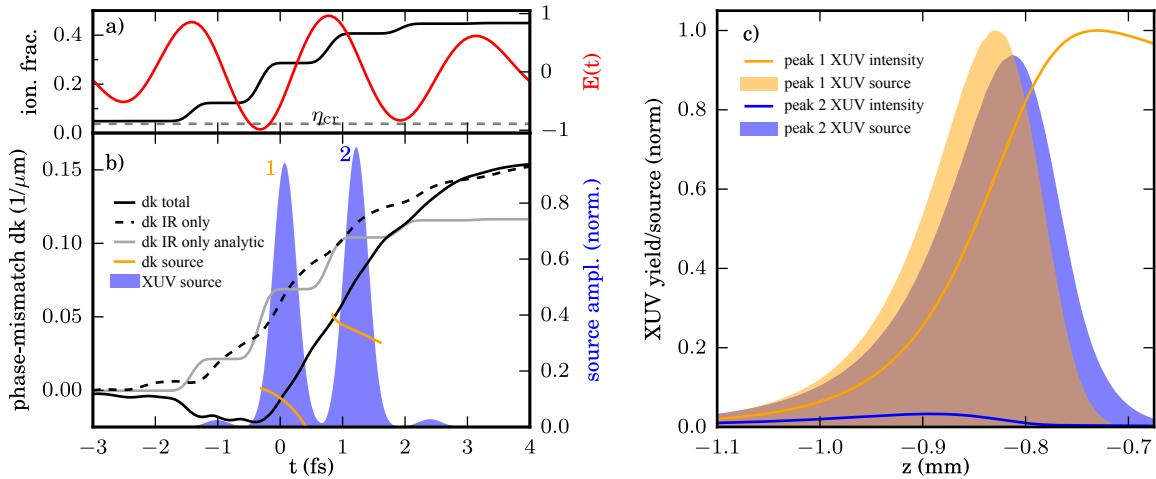 a)
ion. frac.
0.4
0.2
0.0
1
0
−1
E(t)
ηcr
b)
1
2
phase-mismatch dk (1/μm)
0.15
0.10
0.05
0.00
dk total
dk IR only
dk IR only analytic
dk source
XUV source
0.8
0.6
0.4
0.2
0.0
source ampl. (norm.)
−3 −2 −1 0 1 2 3 4
t (fs)
c)
XUV yield/source (norm)
1.0
0.8
0.6
0.4
0.2
0.0
peak 1 XUV intensity
peak 1 XUV source
peak 2 XUV intensity
peak 2 XUV source
−1.1 −1.0 −0.9 −0.8 −0.7
z (mm)